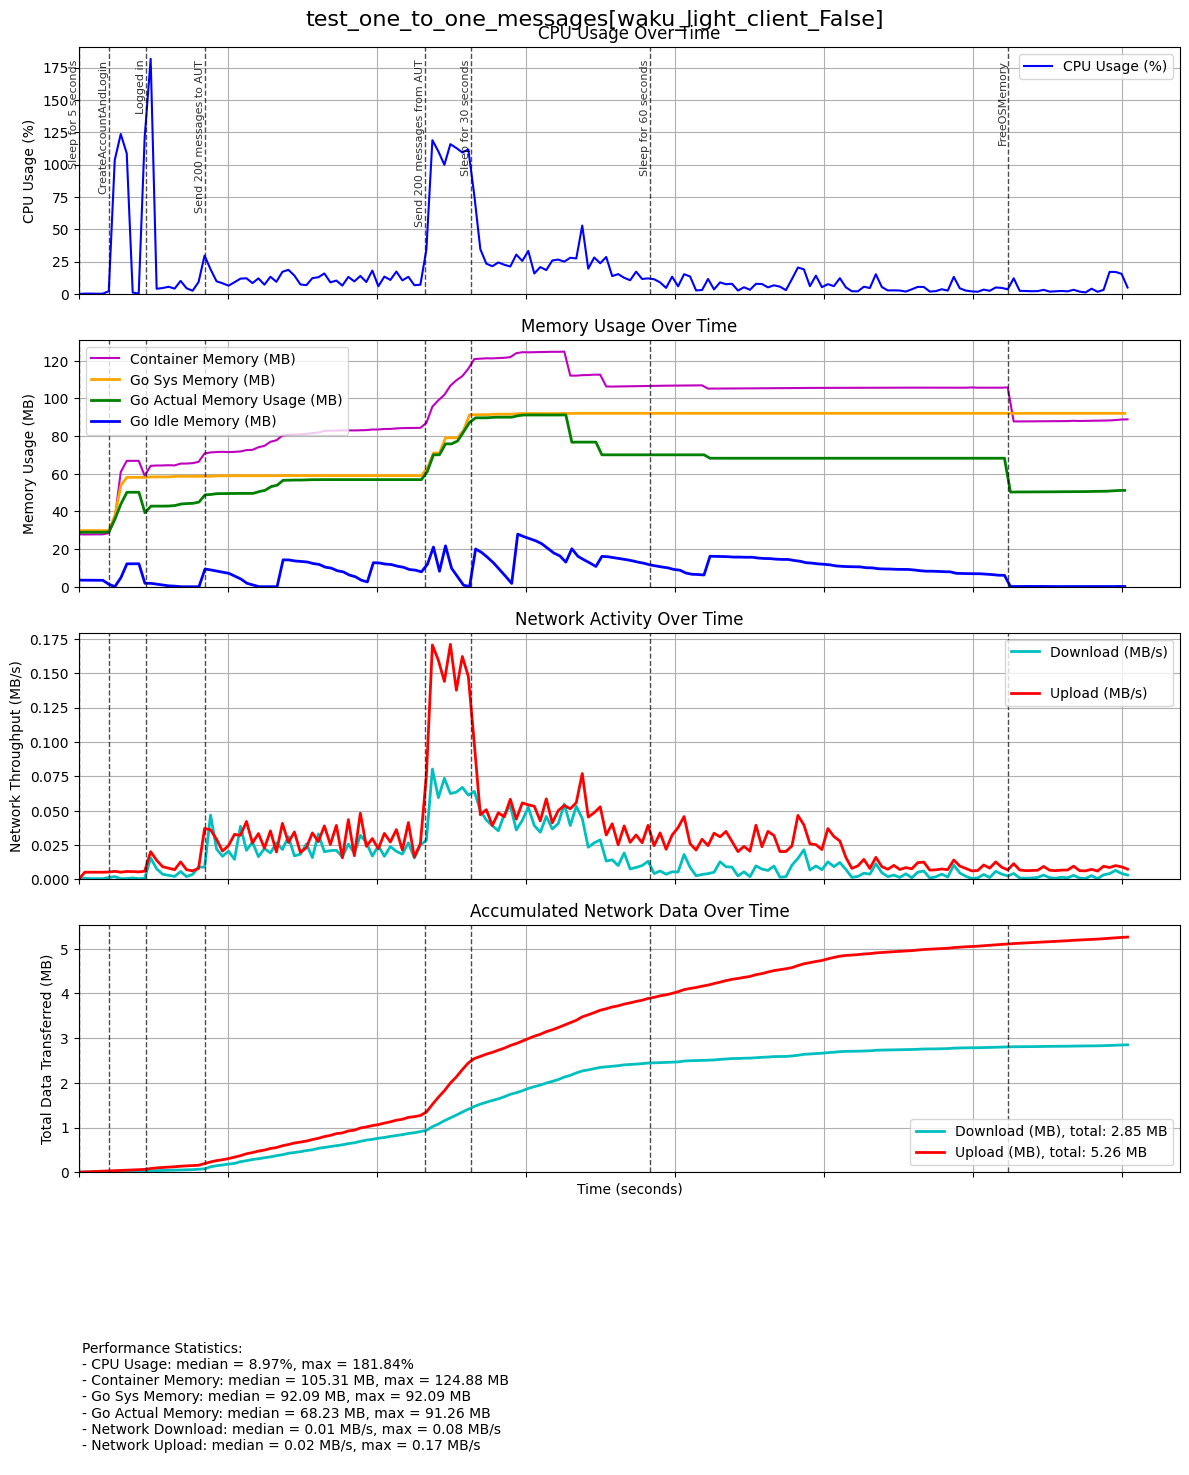 test_one_to_one_messages[waku_light_client_False]
CPU Usage Over Time
CPU Usage (%)
175
150
125
100
75
50
25
0
Sleep for 5 seconds
CreateAccountAndLogin
Logged in
Send 200 messages to AUT
Send 200 messages from AUT
Sleep for 30 seconds
Sleep for 60 seconds
FreeOSMemory
CPU Usage (%)
Memory Usage Over Time
Memory Usage (MB)
120
100
80
60
40
20
0
Container Memory (MB)
Go Sys Memory (MB)
Go Actual Memory Usage (MB)
Go Idle Memory (MB)
Network Activity Over Time
Network Throughput (MB/s)
0.175
0.150
0.125
0.100
0.075
0.050
0.025
0.000
Download (MB/s)
Upload (MB/s)
Accumulated Network Data Over Time
Total Data Transferred (MB)
5
4
3
2
1
0
Download (MB), total: 2.85 MB
Upload (MB), total: 5.26 MB
Time (seconds)
Performance Statistics:
- CPU Usage: median = 8.97%, max = 181.84%
- Container Memory: median = 105.31 MB, max = 124.88 MB
- Go Sys Memory: median = 92.09 MB, max = 92.09 MB
- Go Actual Memory: median = 68.23 MB, max = 91.26 MB
- Network Download: median = 0.01 MB/s, max = 0.08 MB/s
- Network Upload: median = 0.02 MB/s, max = 0.17 MB/s